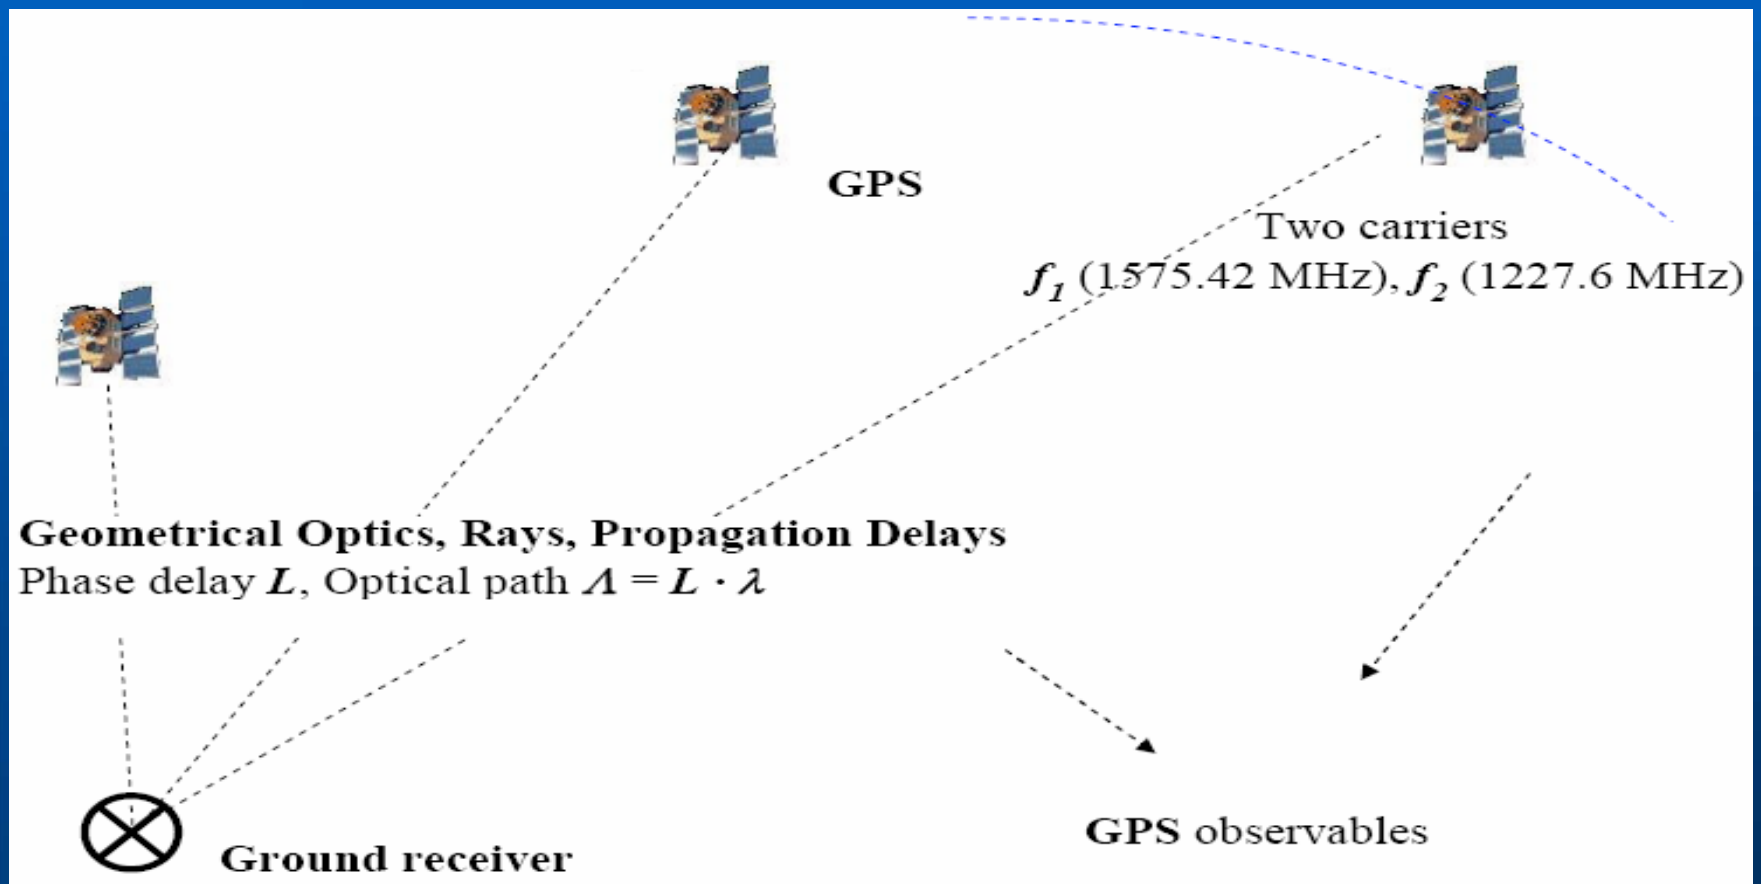 GPS
Two carriers
f1 (1575.42 MHz), f2 (1227.6 MHz)
Geometrical Optics, Rays, Propagation Delays
Phase delay L, Optical path Λ = L · λ
GPS observables
Ground receiver